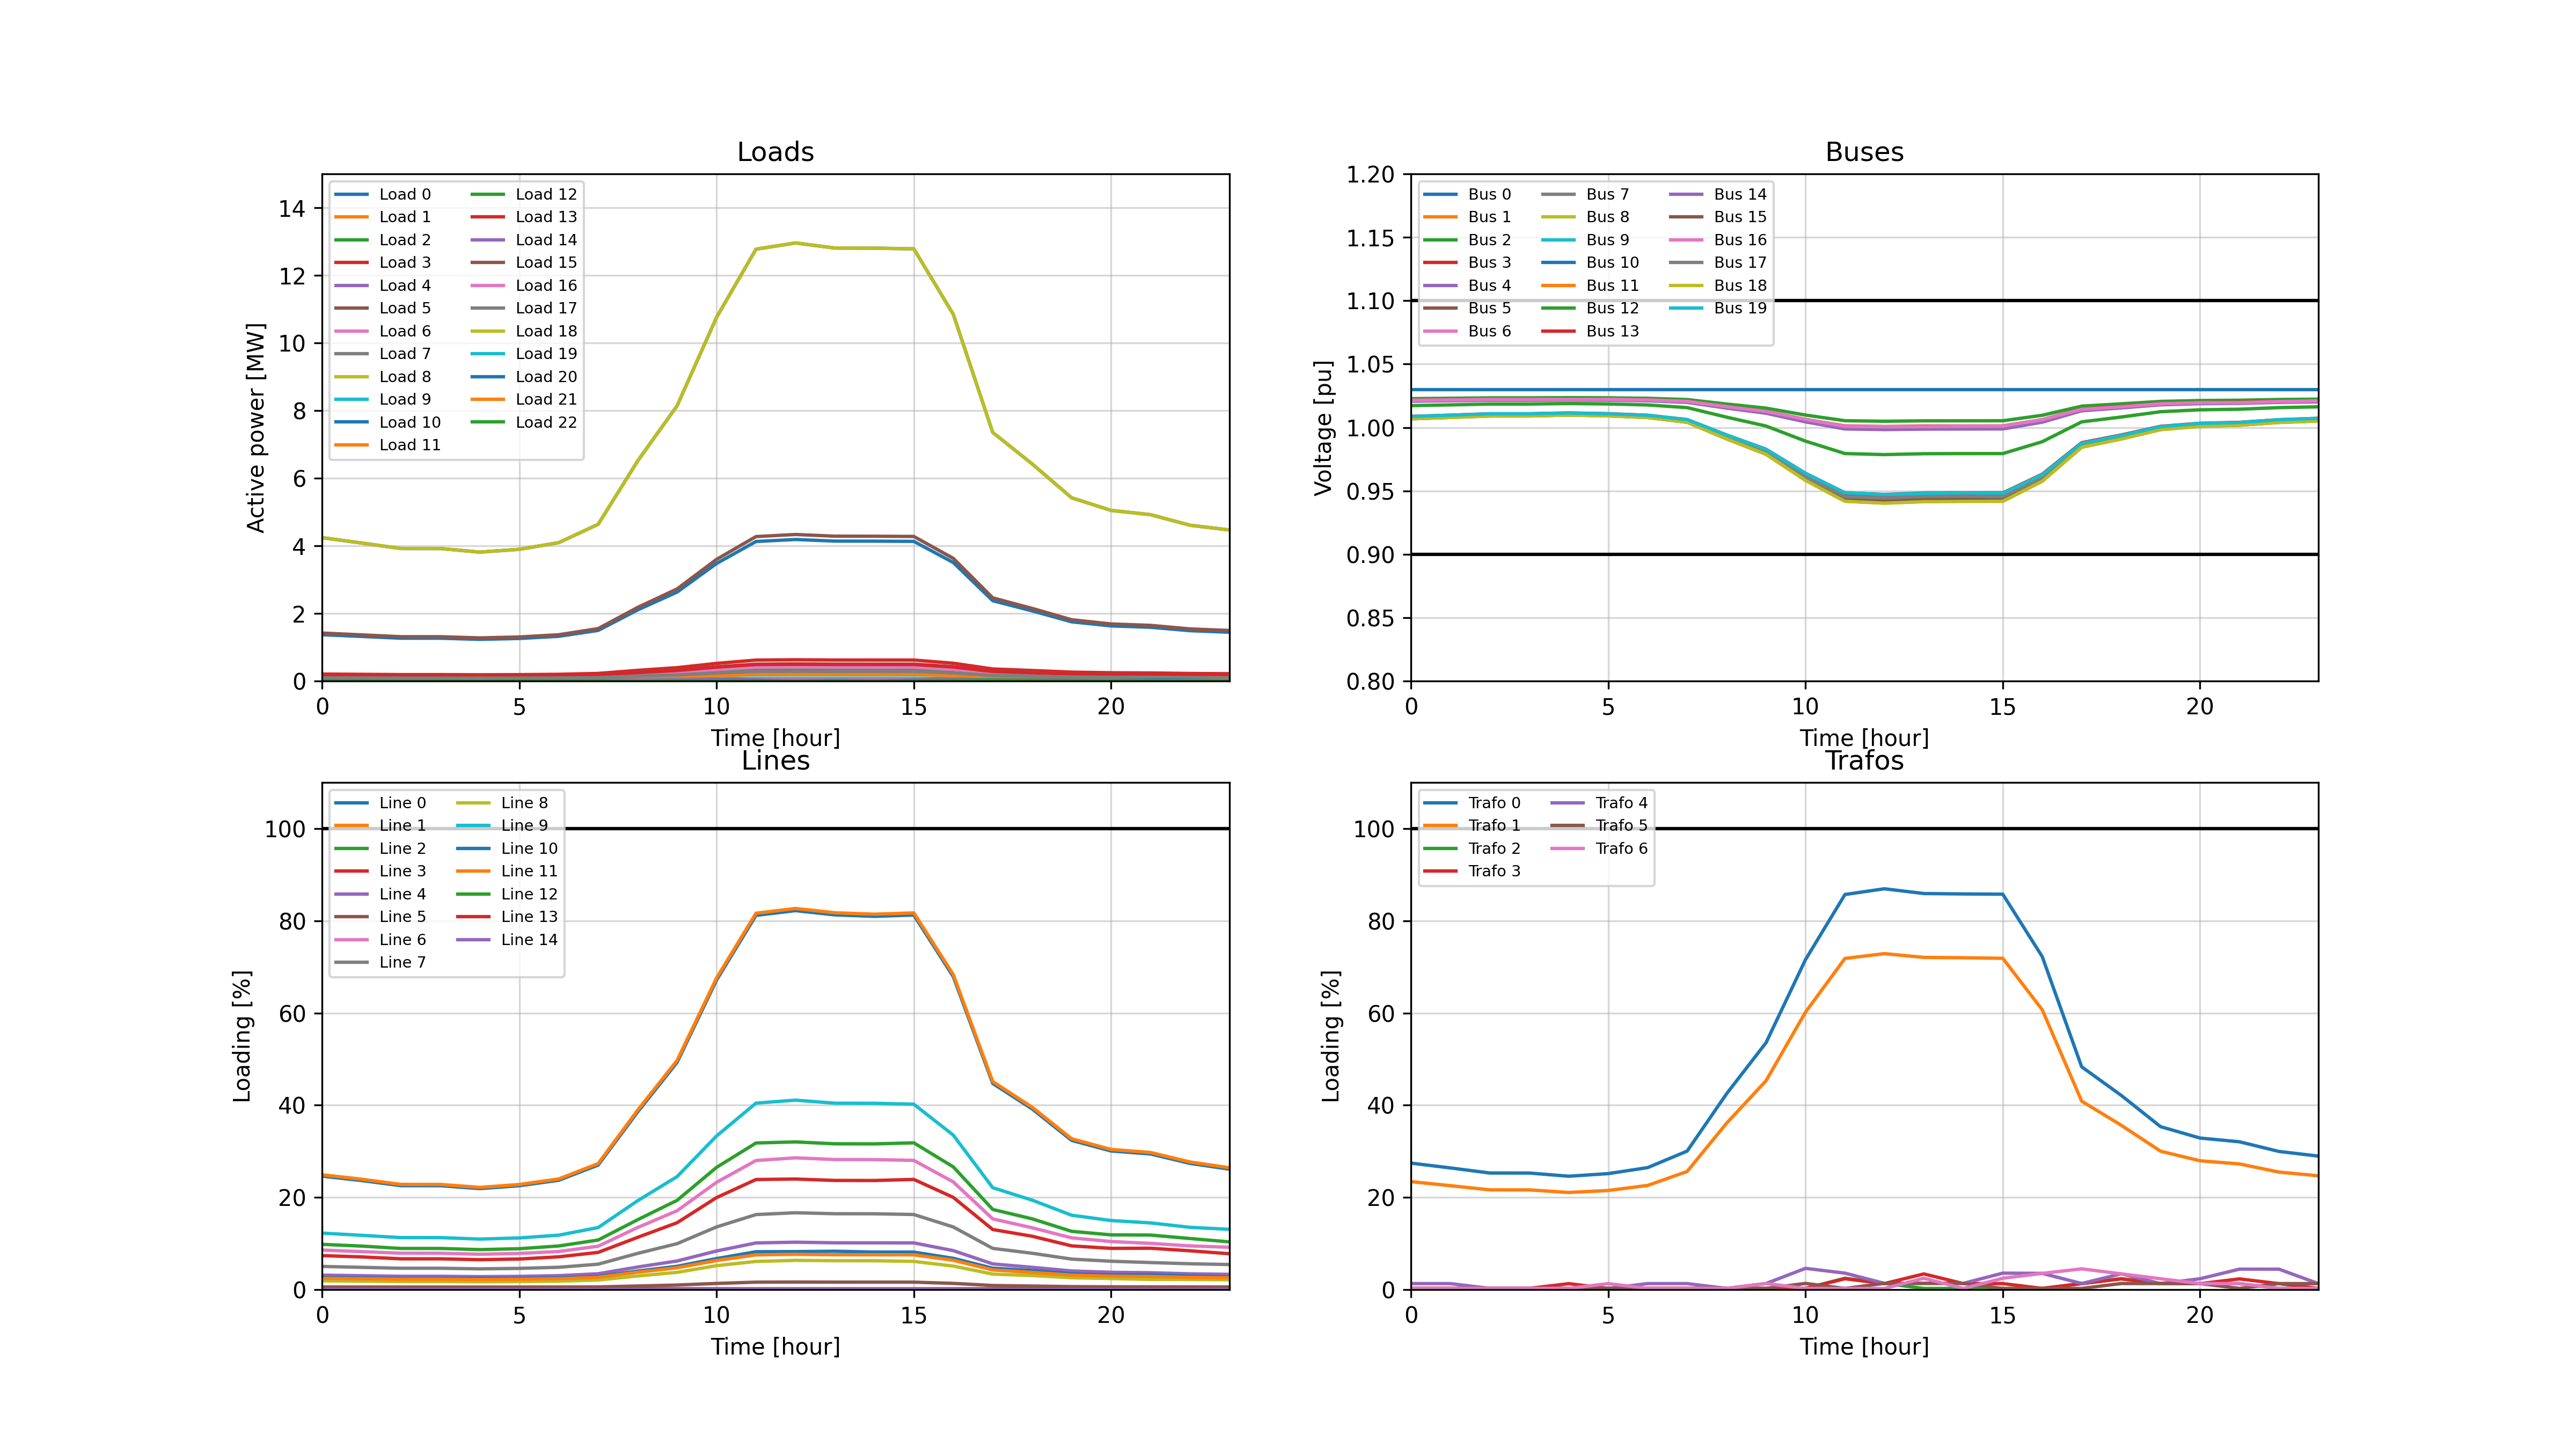 Loads
Active power [MW]
14
12
10
8
6
4
2
0
Load 0
Load 1
Load 2
Load 3
Load 4
Load 5
Load 6
Load 7
Load 8
Load 9
Load 10
Load 11
Load 12
Load 13
Load 14
Load 15
Load 16
Load 17
Load 18
Load 19
Load 20
Load 21
Load 22
0 5 10 15 20
Time [hour]
Buses
Voltage [pu]
1.20
1.15
1.10
1.05
1.00
0.95
0.90
0.85
0.80
Bus 0
Bus 1
Bus 2
Bus 3
Bus 4
Bus 5
Bus 6
Bus 7
Bus 8
Bus 9
Bus 10
Bus 11
Bus 12
Bus 13
Bus 14
Bus 15
Bus 16
Bus 17
Bus 18
Bus 19
0 5 10 15 20
Time [hour]
Lines
Loading [%]
100
80
60
40
20
0
Line 0
Line 1
Line 2
Line 3
Line 4
Line 5
Line 6
Line 7
Line 8
Line 9
Line 10
Line 11
Line 12
Line 13
Line 14
0 5 10 15 20
Time [hour]
Trafos
Loading [%]
100
80
60
40
20
0
Trafo 0
Trafo 1
Trafo 2
Trafo 3
Trafo 4
Trafo 5
Trafo 6
0 5 10 15 20
Time [hour]